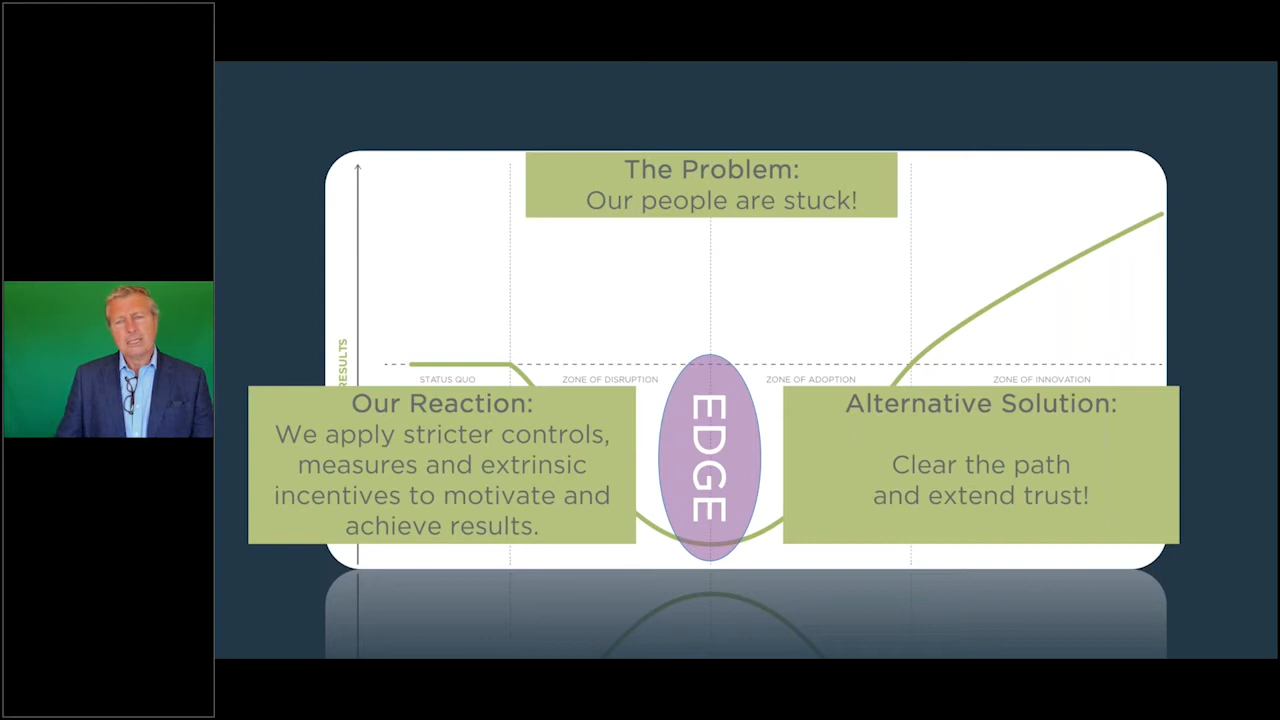 The Problem:
Our people are stuck!
RESULTS
STATUS QUO
ZONE OF DISRUPTION
ZONE OF ADOPTION
ZONE OF INNOVATION
Our Reaction:
We apply stricter controls,
measures and extrinsic
incentives to motivate and
achieve results.
EDGE
Alternative Solution:
Clear the path
and extend trust!